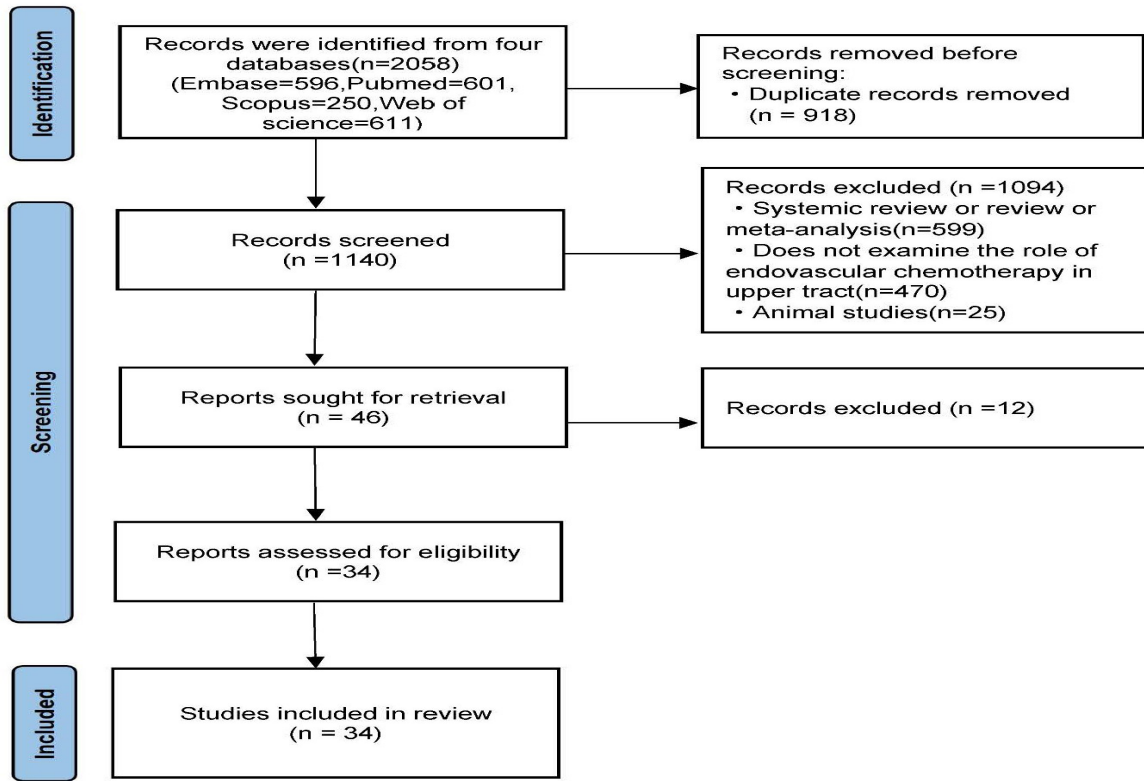 Identification
Records were identified from four
databases(n=2058)
(Embase=596,Pubmed=601,
Scopus=250,Web of
science=611)
Records removed before
screening:
• Duplicate records removed
(n = 918)
Screening
Records screened
(n =1140)
Records excluded (n =1094)
• Systemic review or review or
meta-analysis(n=599)
• Does not examine the role of
endovascular chemotherapy in
upper tract(n=470)
• Animal studies(n=25)
Reports sought for retrieval
(n = 46)
Records excluded (n =12)
Reports assessed for eligibility
(n =34)
Included
Studies included in review
(n = 34)